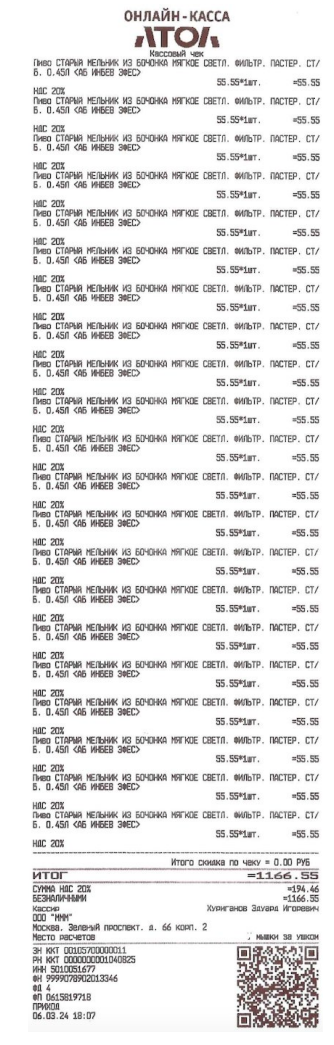 ОНЛАЙН-КАССА
АТОЛ
Кассовый чек
Пиво СТАРЫЙ МЕЛЬНИК ИЗ БОЧОНКА МЯГКОЕ СВЕТЛ. ФИЛЬТР. ПАСТЕР. СТ/
Б. 0.45Л <АБ ИНБЕВ ЭФЕС>
55.55*1шт. =55.55
НДС 20%
Пиво СТАРЫЙ МЕЛЬНИК ИЗ БОЧОНКА МЯГКОЕ СВЕТЛ. ФИЛЬТР. ПАСТЕР. СТ/
Б. 0.45Л <АБ ИНБЕВ ЭФЕС>
55.55*1шт. =55.55
НДС 20%
Пиво СТАРЫЙ МЕЛЬНИК ИЗ БОЧОНКА МЯГКОЕ СВЕТЛ. ФИЛЬТР. ПАСТЕР. СТ/
Б. 0.45Л <АБ ИНБЕВ ЭФЕС>
55.55*1шт. =55.55
НДС 20%
Пиво СТАРЫЙ МЕЛЬНИК ИЗ БОЧОНКА МЯГКОЕ СВЕТЛ. ФИЛЬТР. ПАСТЕР. СТ/
Б. 0.45Л <АБ ИНБЕВ ЭФЕС>
55.55*1шт. =55.55
НДС 20%
Пиво СТАРЫЙ МЕЛЬНИК ИЗ БОЧОНКА МЯГКОЕ СВЕТЛ. ФИЛЬТР. ПАСТЕР. СТ/
Б. 0.45Л <АБ ИНБЕВ ЭФЕС>
55.55*1шт. =55.55
НДС 20%
Пиво СТАРЫЙ МЕЛЬНИК ИЗ БОЧОНКА МЯГКОЕ СВЕТЛ. ФИЛЬТР. ПАСТЕР. СТ/
Б. 0.45Л <АБ ИНБЕВ ЭФЕС>
55.55*1шт. =55.55
НДС 20%
Пиво СТАРЫЙ МЕЛЬНИК ИЗ БОЧОНКА МЯГКОЕ СВЕТЛ. ФИЛЬТР. ПАСТЕР. СТ/
Б. 0.45Л <АБ ИНБЕВ ЭФЕС>
55.55*1шт. =55.55
НДС 20%
Пиво СТАРЫЙ МЕЛЬНИК ИЗ БОЧОНКА МЯГКОЕ СВЕТЛ. ФИЛЬТР. ПАСТЕР. СТ/
Б. 0.45Л <АБ ИНБЕВ ЭФЕС>
55.55*1шт. =55.55
НДС 20%
Пиво СТАРЫЙ МЕЛЬНИК ИЗ БОЧОНКА МЯГКОЕ СВЕТЛ. ФИЛЬТР. ПАСТЕР. СТ/
Б. 0.45Л <АБ ИНБЕВ ЭФЕС>
55.55*1шт. =55.55
НДС 20%
Пиво СТАРЫЙ МЕЛЬНИК ИЗ БОЧОНКА МЯГКОЕ СВЕТЛ. ФИЛЬТР. ПАСТЕР. СТ/
Б. 0.45Л <АБ ИНБЕВ ЭФЕС>
55.55*1шт. =55.55
НДС 20%
Пиво СТАРЫЙ МЕЛЬНИК ИЗ БОЧОНКА МЯГКОЕ СВЕТЛ. ФИЛЬТР. ПАСТЕР. СТ/
Б. 0.45Л <АБ ИНБЕВ ЭФЕС>
55.55*1шт. =55.55
НДС 20%
Пиво СТАРЫЙ МЕЛЬНИК ИЗ БОЧОНКА МЯГКОЕ СВЕТЛ. ФИЛЬТР. ПАСТЕР. СТ/
Б. 0.45Л <АБ ИНБЕВ ЭФЕС>
55.55*1шт. =55.55
НДС 20%
Пиво СТАРЫЙ МЕЛЬНИК ИЗ БОЧОНКА МЯГКОЕ СВЕТЛ. ФИЛЬТР. ПАСТЕР. СТ/
Б. 0.45Л <АБ ИНБЕВ ЭФЕС>
55.55*1шт. =55.55
НДС 20%
Пиво СТАРЫЙ МЕЛЬНИК ИЗ БОЧОНКА МЯГКОЕ СВЕТЛ. ФИЛЬТР. ПАСТЕР. СТ/
Б. 0.45Л <АБ ИНБЕВ ЭФЕС>
55.55*1шт. =55.55
НДС 20%
Пиво СТАРЫЙ МЕЛЬНИК ИЗ БОЧОНКА МЯГКОЕ СВЕТЛ. ФИЛЬТР. ПАСТЕР. СТ/
Б. 0.45Л <АБ ИНБЕВ ЭФЕС>
55.55*1шт. =55.55
НДС 20%
Пиво СТАРЫЙ МЕЛЬНИК ИЗ БОЧОНКА МЯГКОЕ СВЕТЛ. ФИЛЬТР. ПАСТЕР. СТ/
Б. 0.45Л <АБ ИНБЕВ ЭФЕС>
55.55*1шт. =55.55
НДС 20%
Пиво СТАРЫЙ МЕЛЬНИК ИЗ БОЧОНКА МЯГКОЕ СВЕТЛ. ФИЛЬТР. ПАСТЕР. СТ/
Б. 0.45Л <АБ ИНБЕВ ЭФЕС>
55.55*1шт. =55.55
НДС 20%
Пиво СТАРЫЙ МЕЛЬНИК ИЗ БОЧОНКА МЯГКОЕ СВЕТЛ. ФИЛЬТР. ПАСТЕР. СТ/
Б. 0.45Л <АБ ИНБЕВ ЭФЕС>
55.55*1шт. =55.55
НДС 20%
Пиво СТАРЫЙ МЕЛЬНИК ИЗ БОЧОНКА МЯГКОЕ СВЕТЛ. ФИЛЬТР. ПАСТЕР. СТ/
Б. 0.45Л <АБ ИНБЕВ ЭФЕС>
55.55*1шт. =55.55
НДС 20%
Пиво СТАРЫЙ МЕЛЬНИК ИЗ БОЧОНКА МЯГКОЕ СВЕТЛ. ФИЛЬТР. ПАСТЕР. СТ/
Б. 0.45Л <АБ ИНБЕВ ЭФЕС>
55.55*1шт. =55.55
НДС 20%
Пиво СТАРЫЙ МЕЛЬНИК ИЗ БОЧОНКА МЯГКОЕ СВЕТЛ. ФИЛЬТР. ПАСТЕР. СТ/
Б. 0.45Л <АБ ИНБЕВ ЭФЕС>
55.55*1шт. =55.55
НДС 20%
Итого скидка по чеку = 0.00 РУБ
ИТОГ =1166.55
СУММА НДС 20% =194.46
БЕЗНАЛИЧНЫМИ =1166.55
Кассир Хуриганов Эдуард Игоревич
ООО "МММ"
Москва, Зеленый проспект, д. 66 корп. 2
Место расчетов , мышки за ушком
ЗН ККТ 00105700000011
РН ККТ 0000000001040825
ИНН 5010051677
ФН 9999078902013346
ФД 4
ФП 0615819718
ПРИХОД
06.03.24 18:07